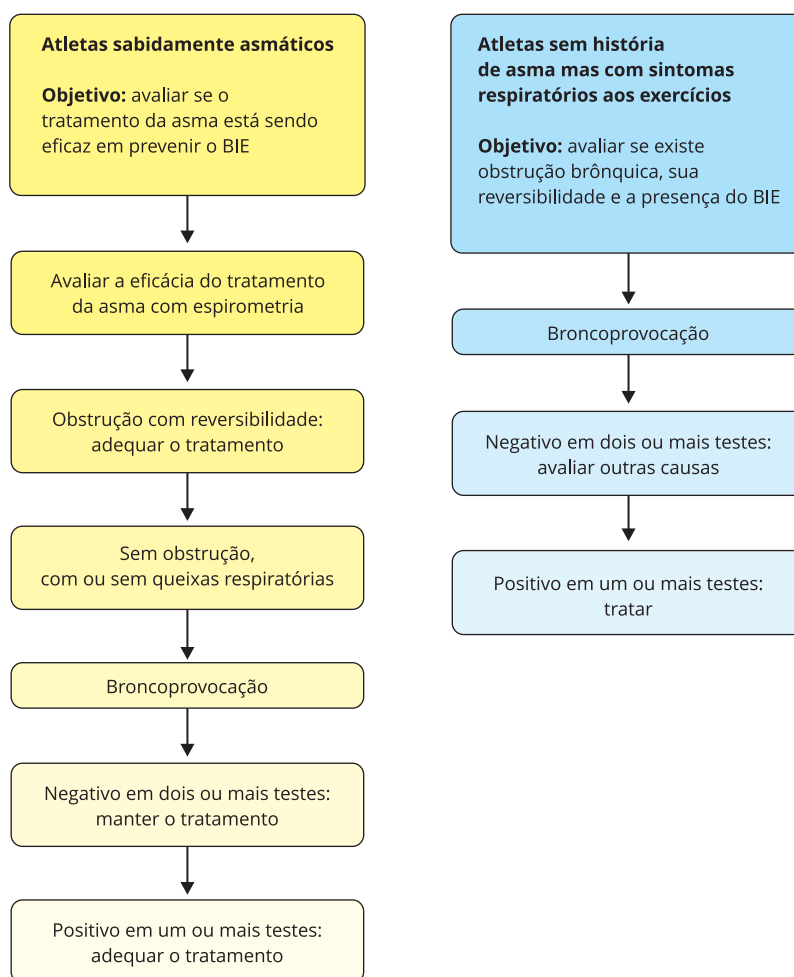 Atletas sabidamente asmáticos
Objetivo: avaliar se o
tratamento da asma está sendo
eficaz em prevenir o BIE
Avaliar a eficácia do tratamento
da asma com espirometria
Obstrução com reversibilidade:
adequar o tratamento
Sem obstrução,
com ou sem queixas respiratórias
Broncoprovocação
Negativo em dois ou mais testes:
manter o tratamento
Positivo em um ou mais testes:
adequar o tratamento
Atletas sem história
de asma mas com sintomas
respiratórios aos exercícios
Objetivo: avaliar se existe
obstrução brônquica, sua
reversibilidade e a presença do BIE
Broncoprovocação
Negativo em dois ou mais testes:
avaliar outras causas
Positivo em um ou mais testes:
tratar